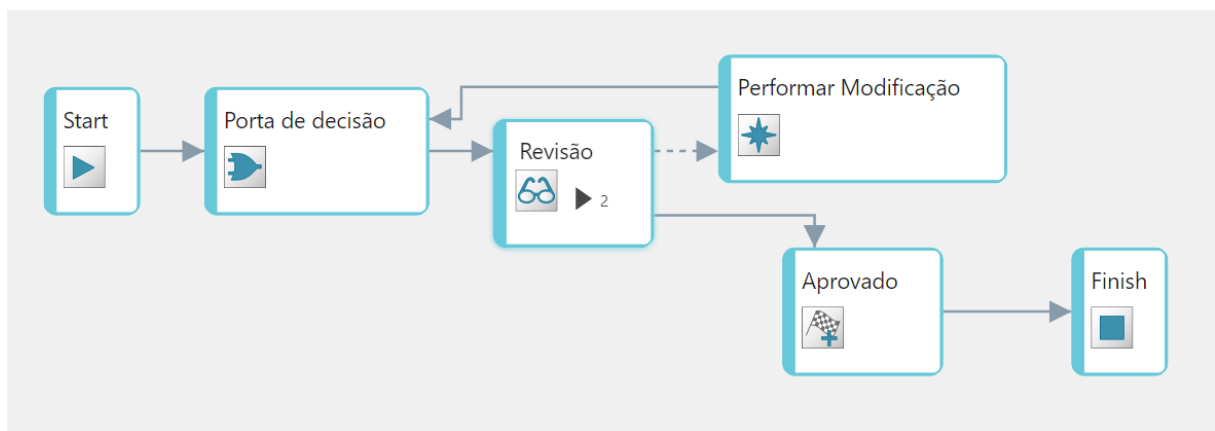 Start
Porta de decisão
Revisão
2
Performar Modificação
Aprovado
Finish